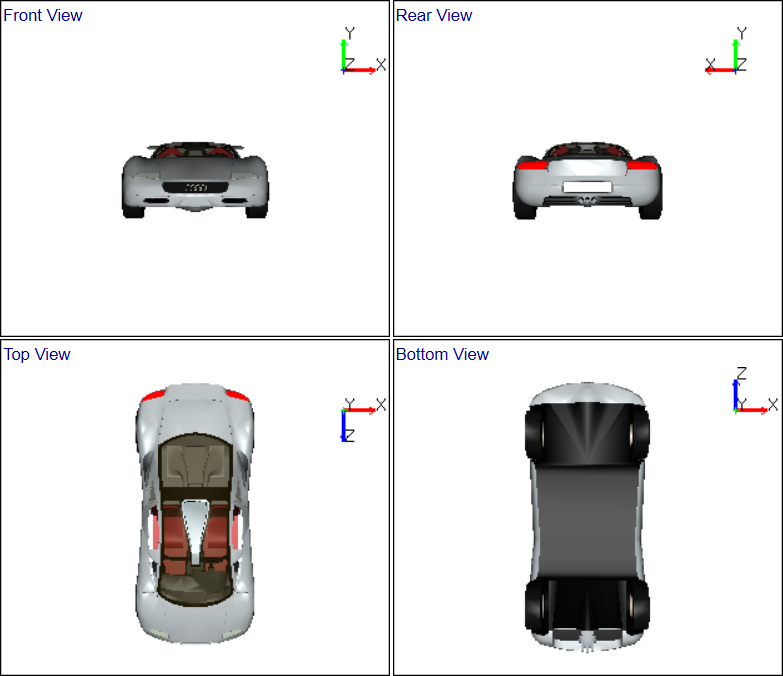 Front View
Y
Z X
Rear View
Y
X Z
Top View
Y X
Z
Bottom View
Z
Y X